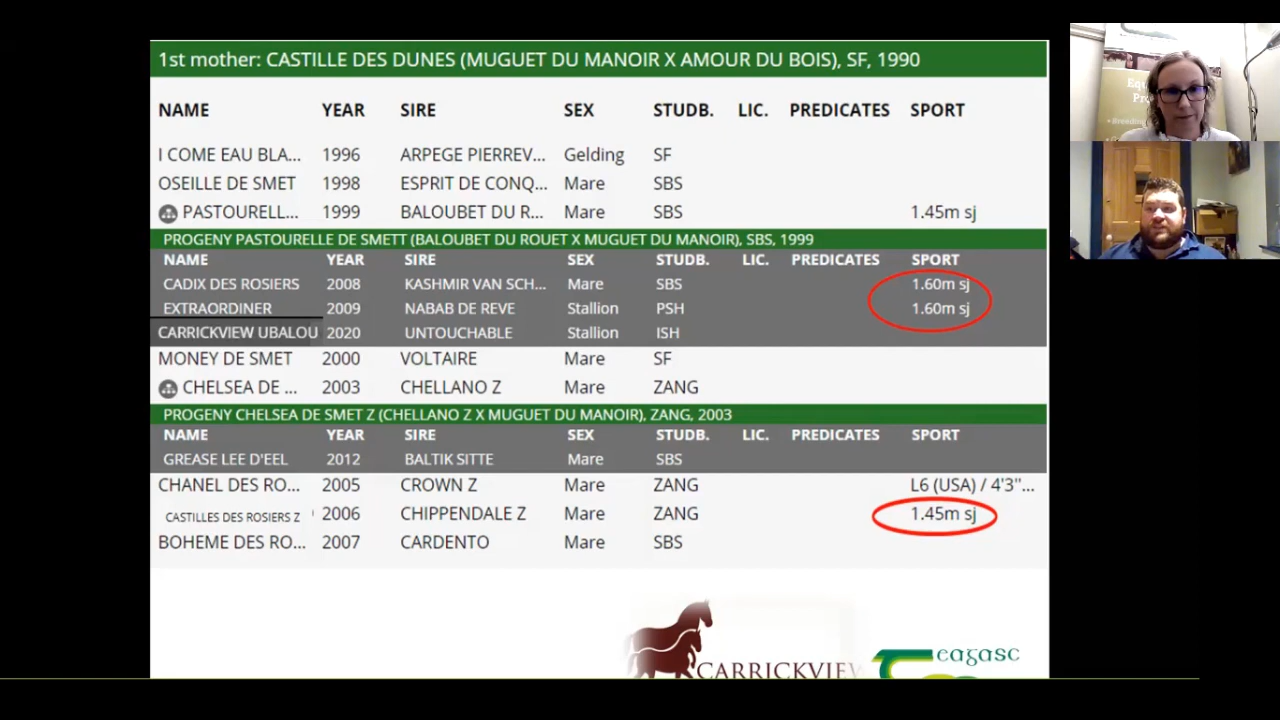 1st mother: CASTILLE DES DUNES (MUGUET DU MANOIR X AMOUR DU BOIS), SF, 1990
NAME YEAR SIRE SEX STUDB. LIC. PREDICATES SPORT
I COME EAU BLA... 1996 ARPEGE PIERREV... Gelding SF
OSEILLE DE SMET 1998 ESPRIT DE CONQ... Mare SBS
PASTOURELL... 1999 BALOUBET DU R... Mare SBS 1.45m sj
PROGENY PASTOURELLE DE SMETT (BALOUBET DU ROUET X MUGUET DU MANOIR), SBS, 1999
NAME YEAR SIRE SEX STUDB. LIC. PREDICATES SPORT
CADIX DES ROSIERS 2008 KASHMIR VAN SCH... Mare SBS 1.60m sj
EXTRAORDINER 2009 NABAB DE REVE Stallion PSH 1.60m sj
CARRICKVIEW UBALOU 2020 UNTOUCHABLE Stallion ISH
MONEY DE SMET 2000 VOLTAIRE Mare SF
CHELSEA DE ... 2003 CHELLANO Z Mare ZANG
PROGENY CHELSEA DE SMET Z (CHELLANO Z X MUGUET DU MANOIR), ZANG, 2003
NAME YEAR SIRE SEX STUDB. LIC. PREDICATES SPORT
GREASE LEE D'EEL 2012 BALTIK SITTE Mare SBS
CHANEL DES RO... 2005 CROWN Z Mare ZANG L6 (USA) / 4'3"...
CASTILLES DES ROSIERS Z 2006 CHIPPENDALE Z Mare ZANG 1.45m sj
BOHEME DES RO... 2007 CARDENTO Mare SBS
CARRICKVIEW
eagasc